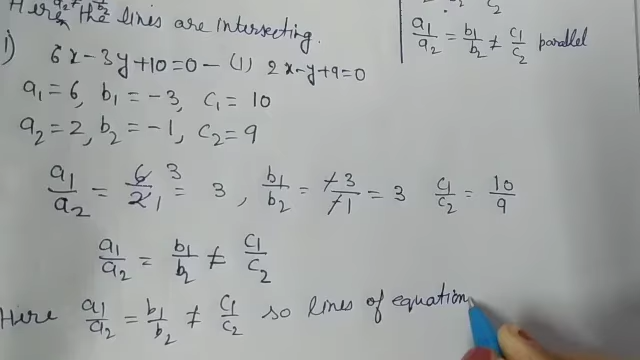 Here the lines are intersecting.
a1/a2 = b1/b2 ≠ c1/c2 parallel
1) 6x-3y+10=0-(1) 2x-y+9=0
a1=6, b1=-3, c1=10
a2=2, b2=-1, c2=9
a1/a2 = 6/2 3/1 = 3, b1/b2 = -3/-1 = 3 c1/c2 = 10/9
a1/a2 = b1/b2 ≠ c1/c2
Here a1/a2 = b1/b2 ≠ c1/c2 so lines of equation